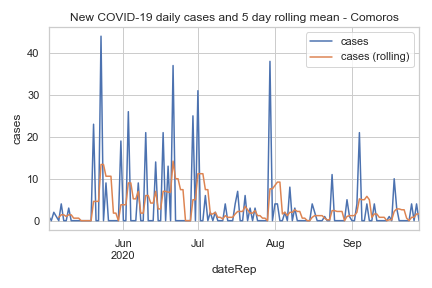 New COVID-19 daily cases and 5 day rolling mean - Comoros
cases
cases (rolling)
40
30
20
10
0
cases
Jun
2020
Jul
Aug
Sep
dateRep